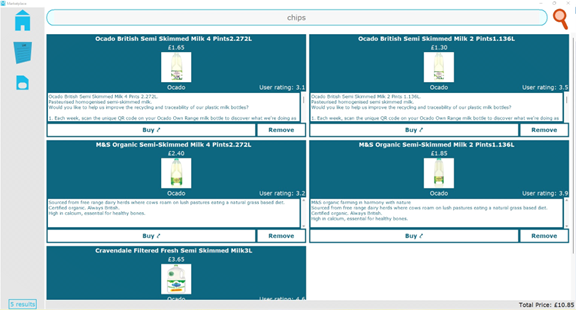 chips
Ocado British Semi Skimmed Milk 4 Pints2.272L
£1.65
Ocado
User rating: 3.1
Ocado British Semi Skimmed Milk 4 Pints 2.272L
Pasteurised homogenised semi-skimmed milk.
Would you like to help us improve the recycling and traceability of our plastic milk bottles?
1. Each week, scan the unique QR code on your Ocado Own Range milk bottle to discover what we're doing as
Buy
Remove
Ocado British Semi Skimmed Milk 2 Pints1.136L
£1.30
Ocado
User rating: 3.5
Ocado British Semi Skimmed Milk 2 Pints 1.136L
Pasteurised homogenised semi-skimmed milk.
Would you like to help us improve the recycling and traceability of our plastic milk bottles?
1. Each week, scan the unique QR code on your Ocado Own Range milk bottle to discover what we're doing as
Buy
Remove
M&S Organic Semi-Skimmed Milk 4 Pints2.272L
£2.40
Ocado
User rating: 3.2
Sourced from free range dairy herds where cows roam on lush pastures eating a natural grass based diet.
Certified organic. Always British.
High in calcium, essential for healthy bones.
Buy
Remove
M&S Organic Semi-Skimmed Milk 2 Pints1.136L
£1.85
Ocado
User rating: 3.9
M&S organic farming in harmony with nature
Sourced from free range dairy herds where cows roam on lush pastures eating a natural grass based diet.
Certified organic. Always British.
High in calcium, essential for healthy bones.
Buy
Remove
Cravendale Filtered Fresh Semi Skimmed Milk3L
£3.65
Ocado
User rating: 4.6
5 results
Total Price: £10.85